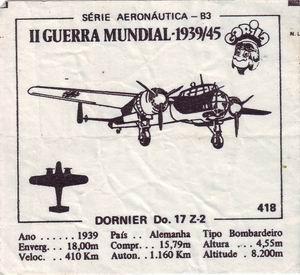 SÉRIE AERONÁUTICA - B3
II GUERRA MUNDIAL-1939/45
N. L
418
DORNIER Do. 17 Z-2
Ano ...... 1939 País .. Alemanha Tipo Bombardeiro
Enverg... 18,00m Compr... 15,79m Altura ... 4,55m
Veloc. .. 410 Km Auton. 1.160 Km Altitude . 8.200m